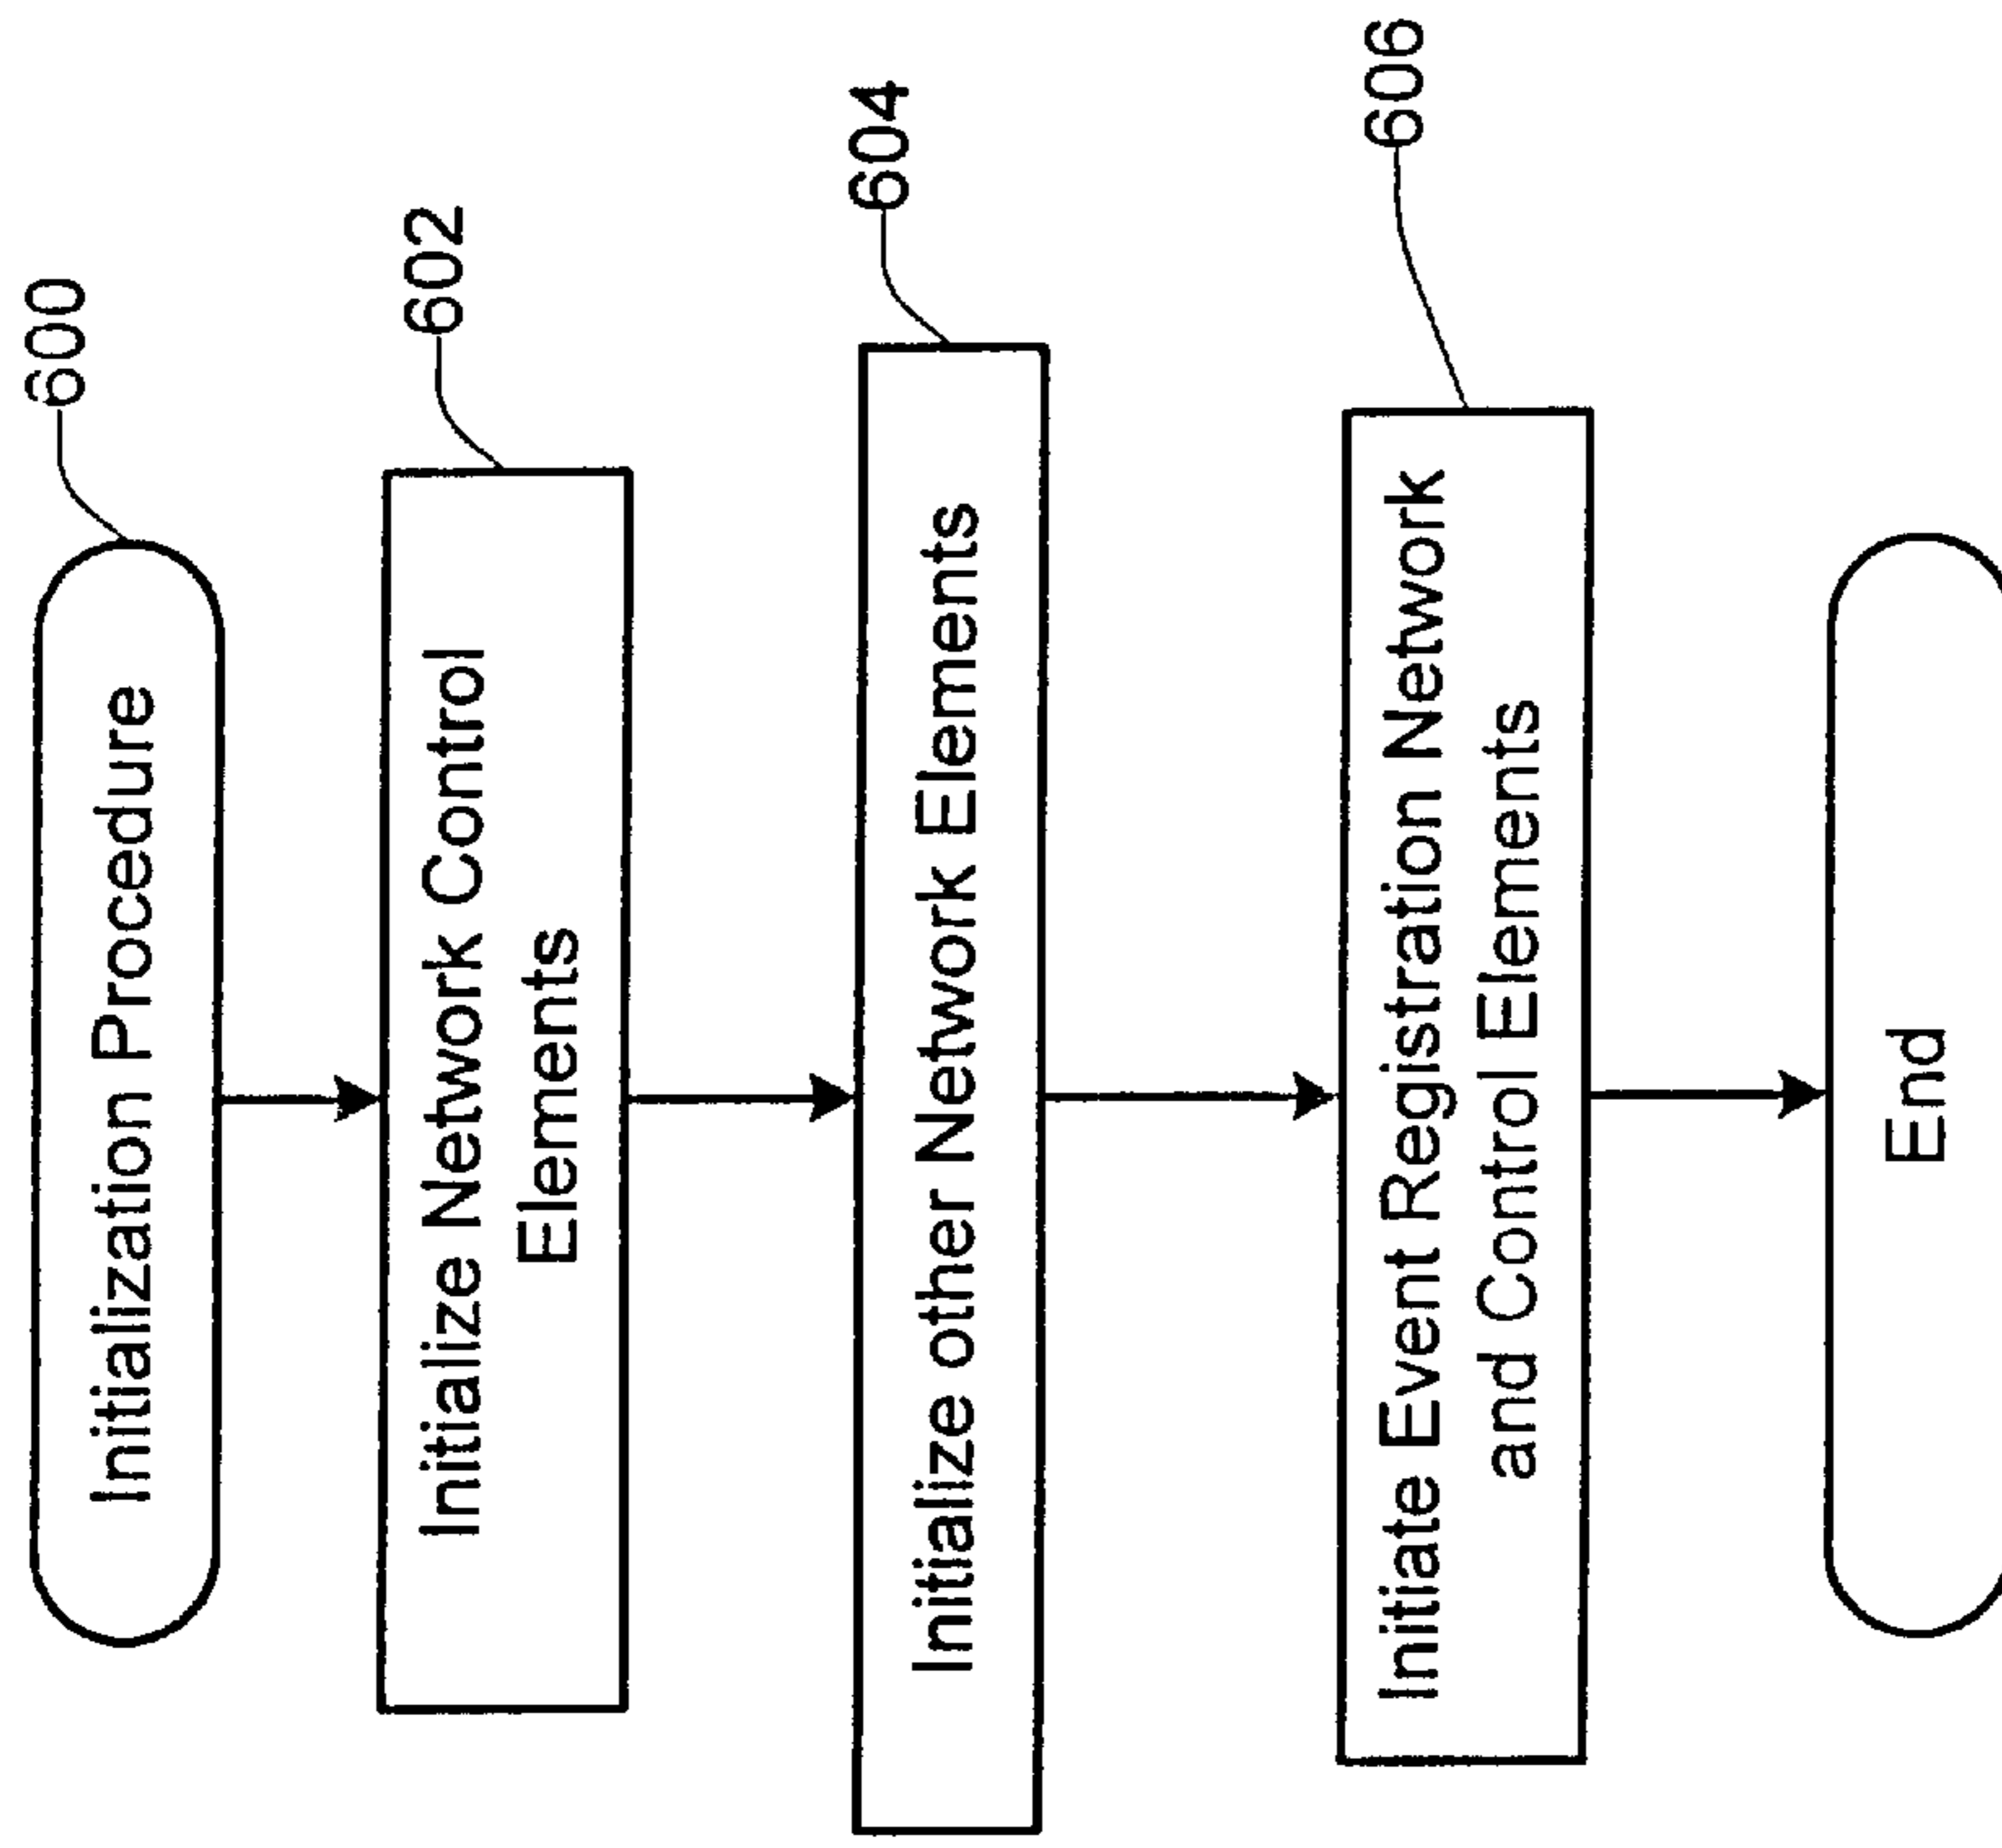 600
Initialization Procedure
602
Initialize Network Control
Elements
604
Initialize other Network Elements
606
Initiate Event Registration Network
and Control Elements
End